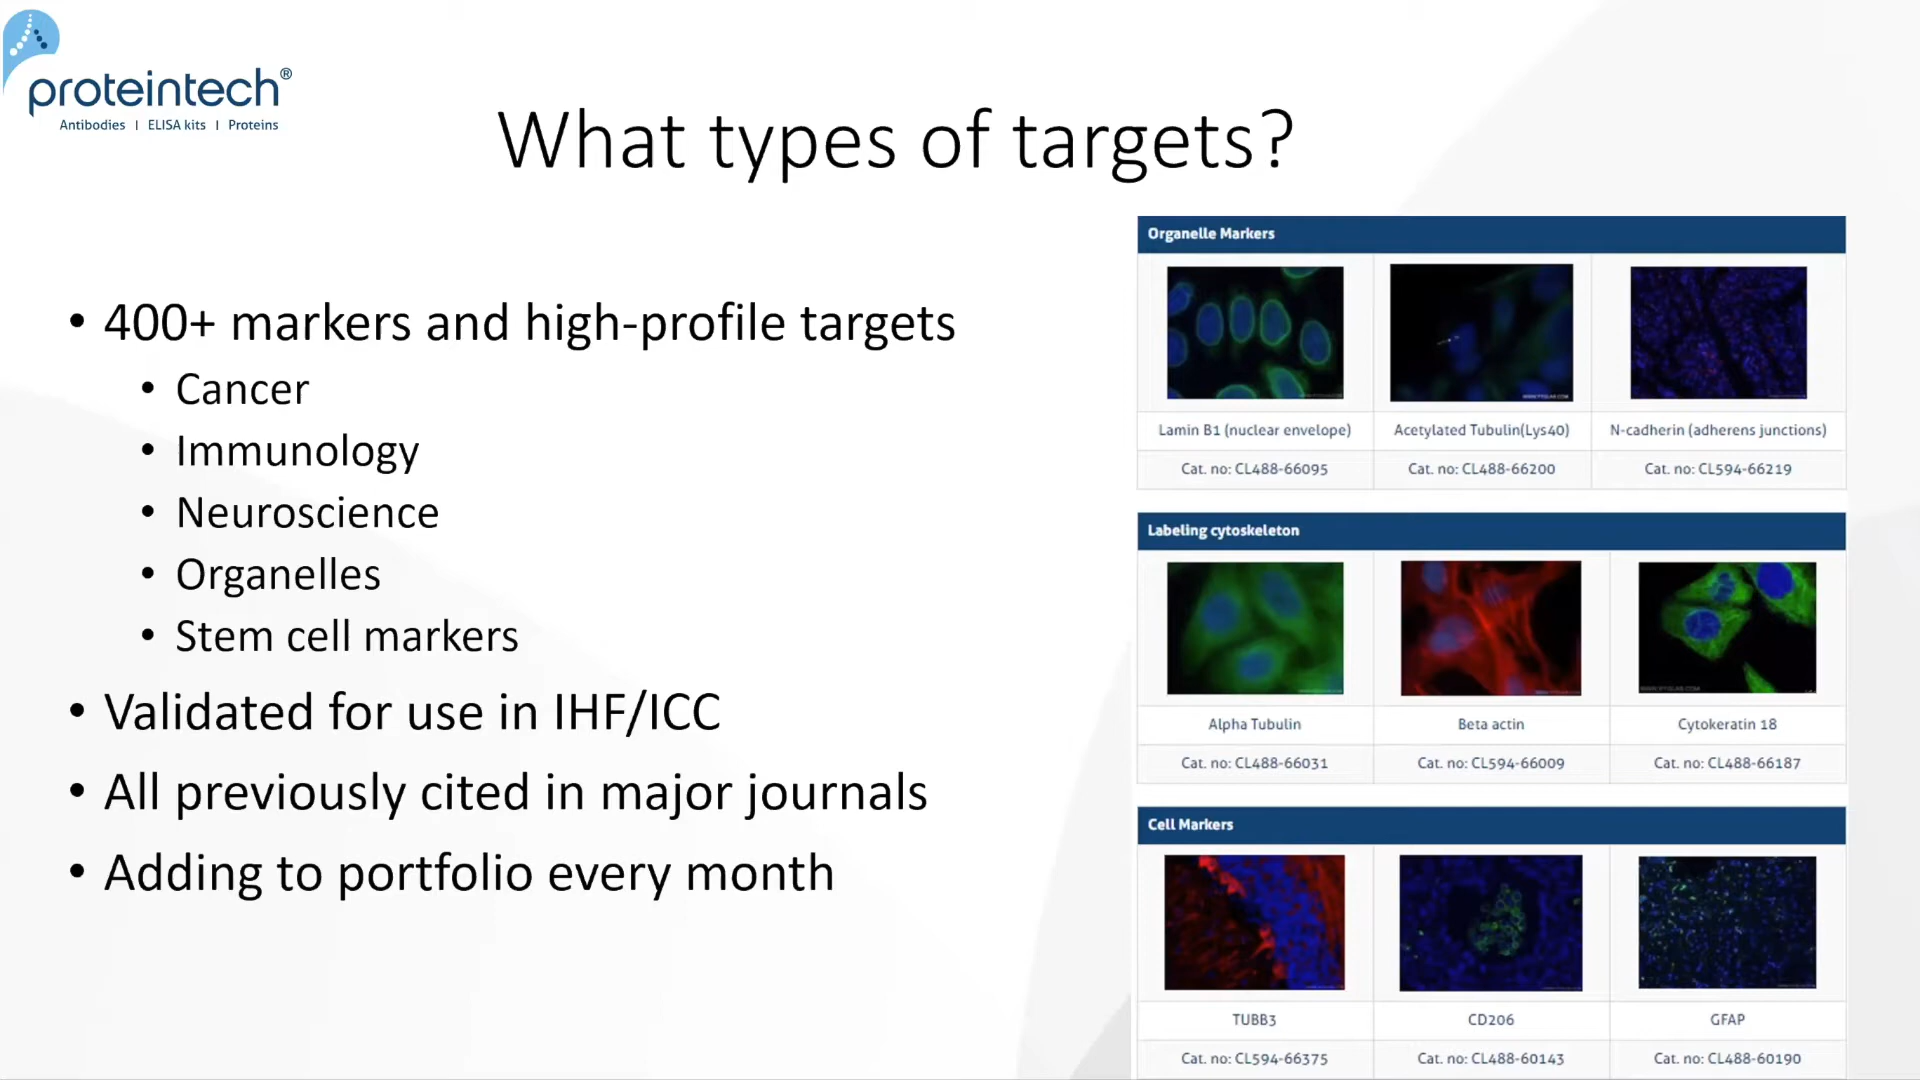 proteintech®
Antibodies | ELISA kits | Proteins
What types of targets?
• 400+ markers and high-profile targets
• Cancer
• Immunology
• Neuroscience
• Organelles
• Stem cell markers
• Validated for use in IHF/ICC
• All previously cited in major journals
• Adding to portfolio every month
Organelle Markers
Lamin B1 (nuclear envelope) Acetylated Tubulin(Lys40) N-cadherin (adherens junctions)
Cat. no: CL488-66095 Cat. no: CL488-66200 Cat. no: CL594-66219
Labeling cytoskeleton
Alpha Tubulin Beta actin Cytokeratin 18
Cat. no: CL488-66031 Cat. no: CL594-66009 Cat. no: CL488-66187
Cell Markers
TUBB3 CD206 GFAP
Cat. no: CL594-66375 Cat. no: CL488-60143 Cat. no: CL488-60190